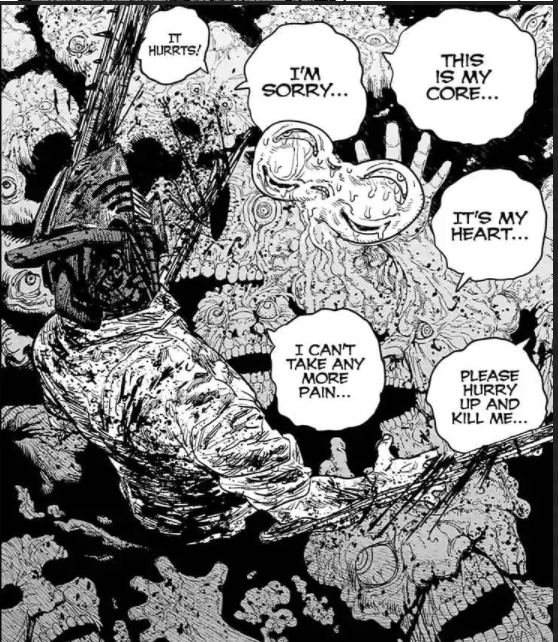 IT
HURRTS!
I'M
SORRY...
THIS
IS MY
CORE...
IT'S MY
HEART...
I CAN'T
TAKE ANY
MORE
PAIN...
PLEASE
HURRY
UP AND
KILL ME...